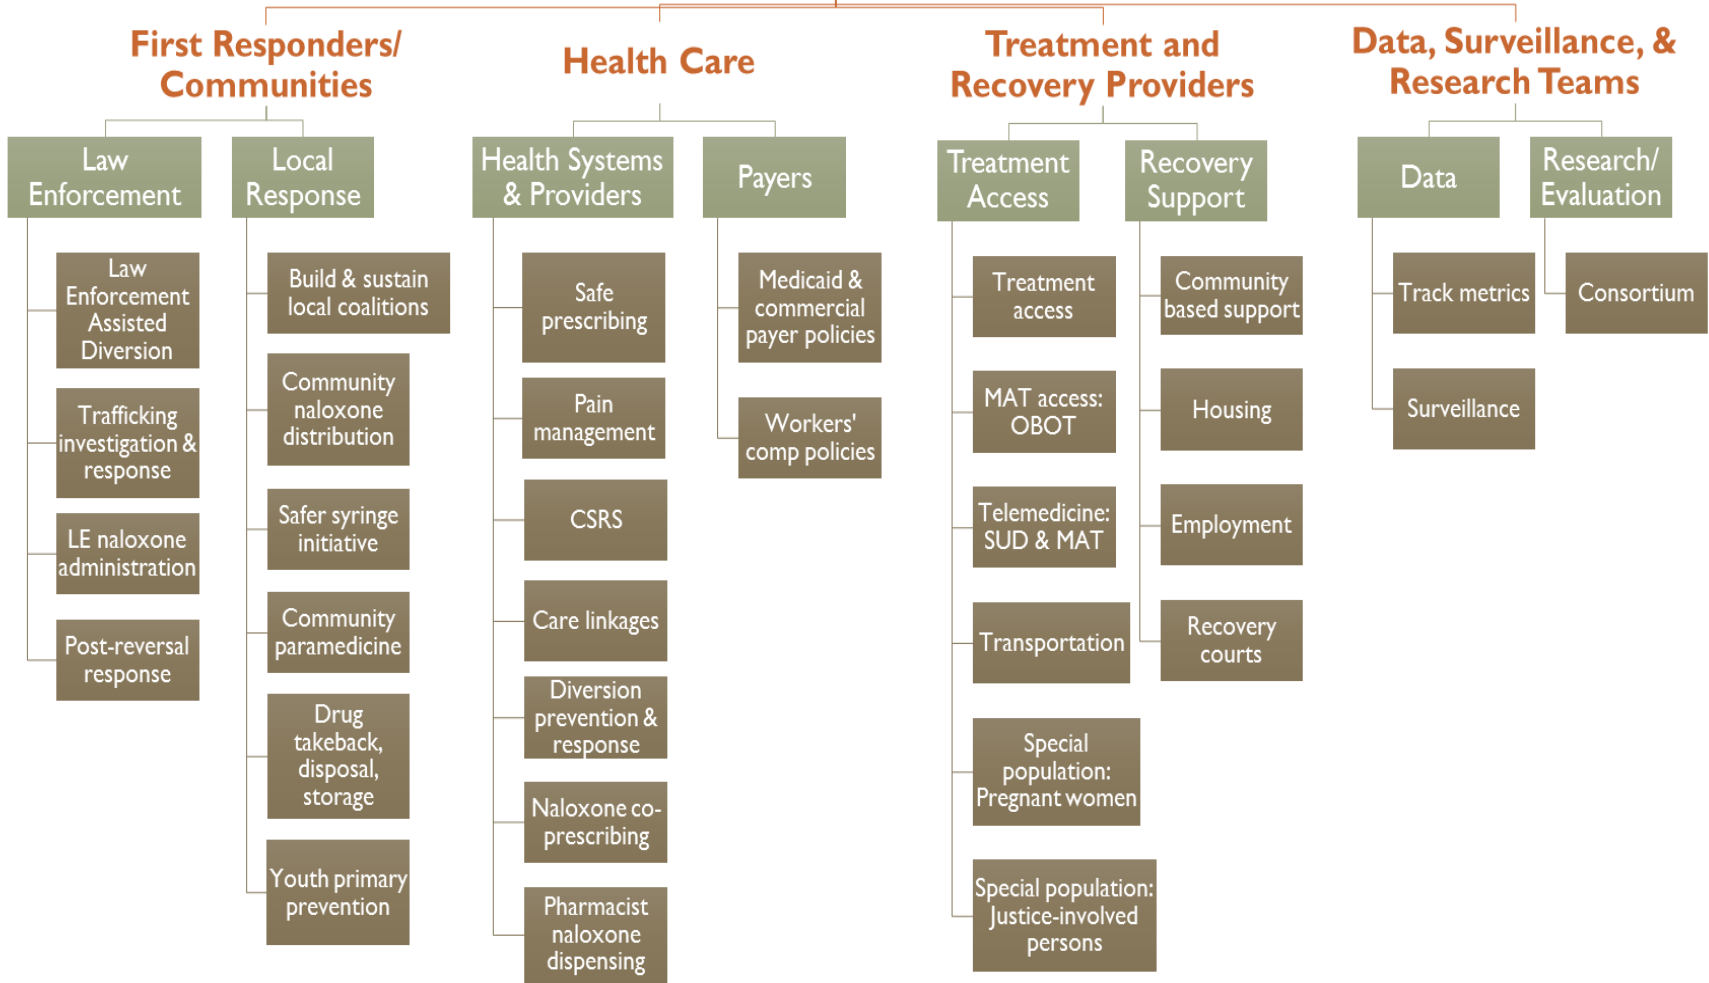 First Responders/
Communities
Health Care
Treatment and
Recovery Providers
Data, Surveillance, &
Research Teams
Law
Enforcement
Local
Response
Health Systems
& Providers
Payers
Treatment
Access
Recovery
Support
Data
Research/
Evaluation
Law
Enforcement
Assisted
Diversion
Trafficking
investigation &
response
LE naloxone
administration
Post-reversal
response
Build & sustain
local coalitions
Community
naloxone
distribution
Safer syringe
initiative
Community
paramedicine
Drug
takeback,
disposal,
storage
Youth primary
prevention
Safe
prescribing
Pain
management
CSRS
Care linkages
Diversion
prevention &
response
Naloxone co-
prescribing
Pharmacist
naloxone
dispensing
Medicaid &
commercial
payer policies
Workers'
comp policies
Treatment
access
MAT access:
OBOT
Telemedicine:
SUD & MAT
Transportation
Special
population:
Pregnant women
Special population:
Justice-involved
persons
Community
based support
Housing
Employment
Recovery
courts
Track metrics
Surveillance
Consortium